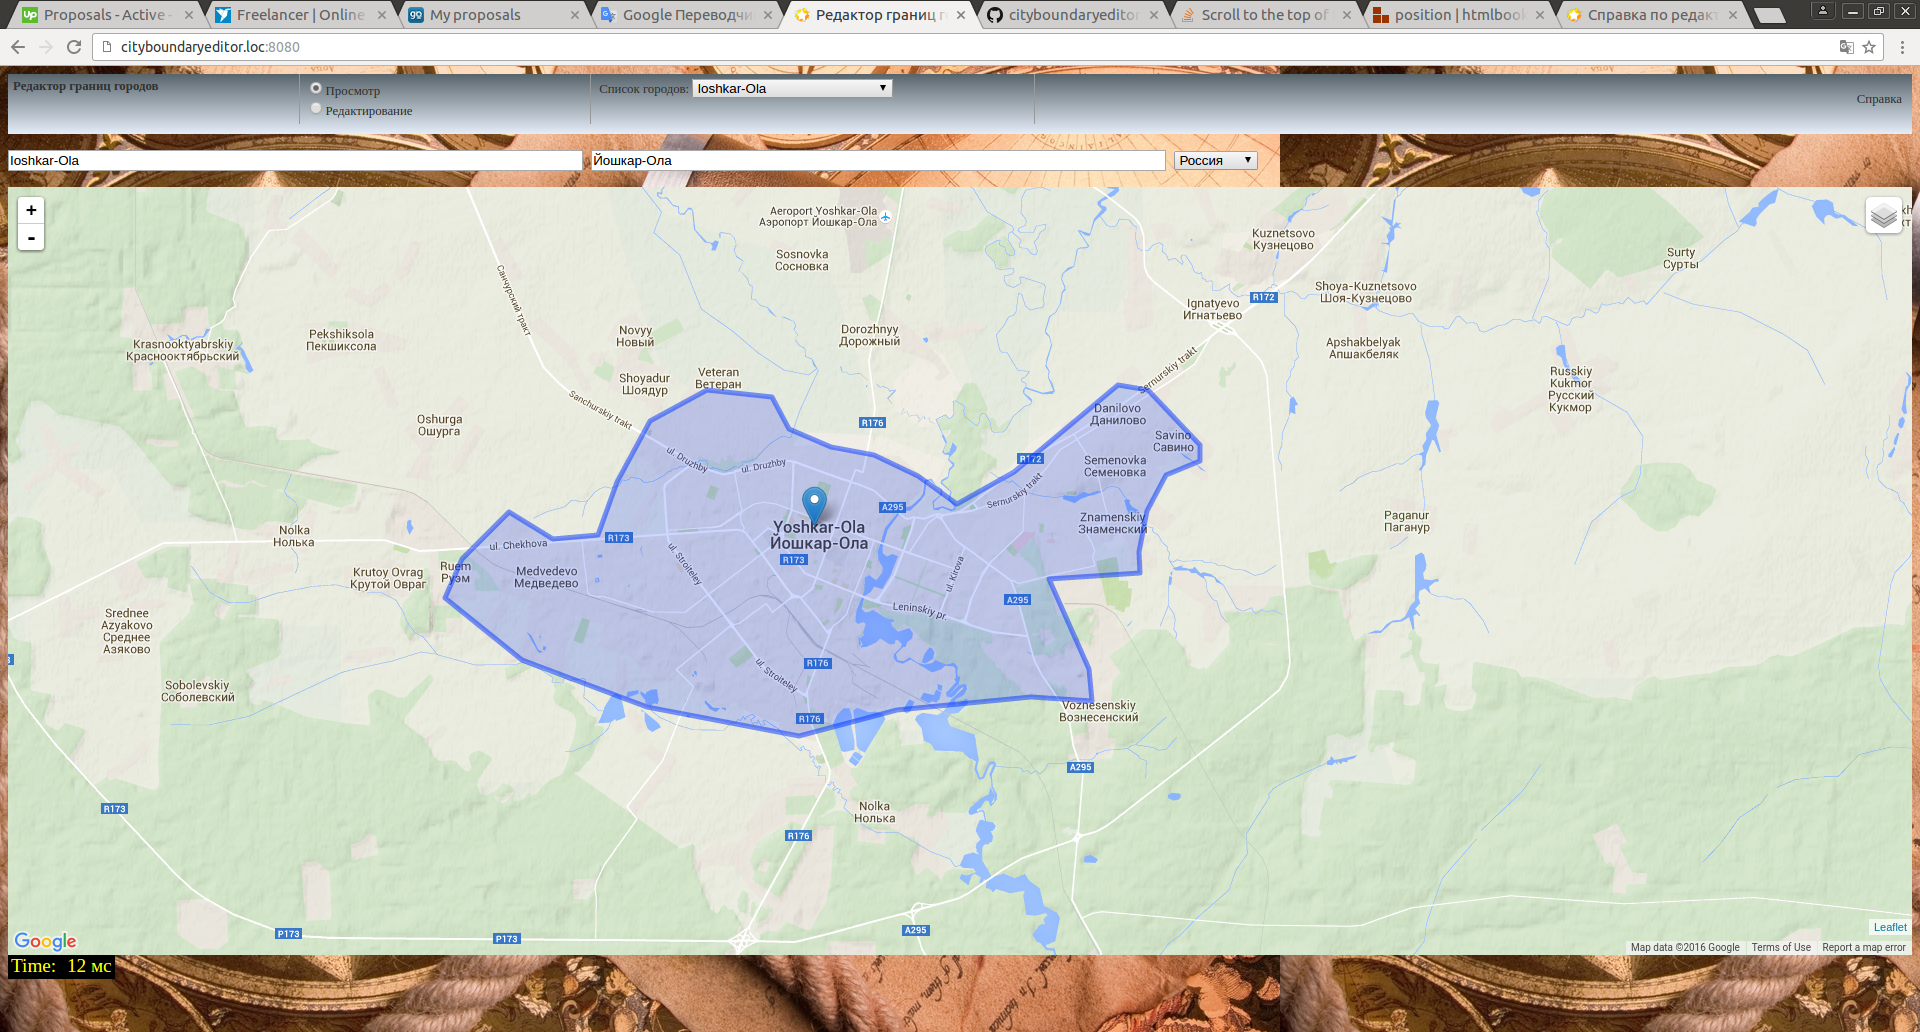 Proposals - Active -
Freelancer | Online
My proposals
Google Переводчи
Редактор границ г
cityboundaryeditor
Scroll to the top of
position | htmlbook
Справка по редакт
cityboundaryeditor.loc:8080
Редактор границ городов
Просмотр
Редактирование
Список городов: Ioshkar-Ola
Справка
Ioshkar-Ola
Йошкар-Ола
Россия
+
-
Aeroport Yoshkar-Ola
Аэропорт Йошкар-Ола
Kuznetsovo
Кузнецово
Sosnovka
Сосновка
Surty
Сурты
Санчурский тракт
Shoya-Kuznetsovo
Шоя-Кузнецово
R172
Ignatyevo
Игнатьево
Pekshiksola
Пекшиксола
Novyy
Новый
Dorozhnyy
Дорожный
Krasnooktyabrskiy
Краснооктябрьский
Apshakbelyak
Апшакбеляк
Sernurskiy trakt
Veteran
Ветеран
Shoyadur
Шоядур
Russkiy
Kukmor
Русский
Кукмор
Sanchurskiy trakt
Oshurga
Ошурга
R176
Danilovo
Данилово
Savino
Савино
ul. Druzhby
ul. Druzhby
R172
Semenovka
Семеновка
Sernurskiy trakt
A295
Yoshkar-Ola
Йошкар-Ола
Znamenskiy
Знаменский
Paganur
Паганур
Nolka
Нолька
ul. Chekhova
R173
R173
ul. Stroiteley
Ruem
Руэм
Krutoy Ovrag
Крутой Овраг
Medvedevo
Медведево
ul. Kirova
A295
Leninskiy pr.
Srednee
Azyakovo
Среднее
Азяково
R176
ul. Stroiteley
Sobolevskiy
Соболевский
R176
Voznesenskiy
Вознесенский
A295
R173
Nolka
Нолька
R176
P173
P173
A295
Google
Leaflet
Map data ©2016 Google
Terms of Use
Report a map error
Time: 12 мс